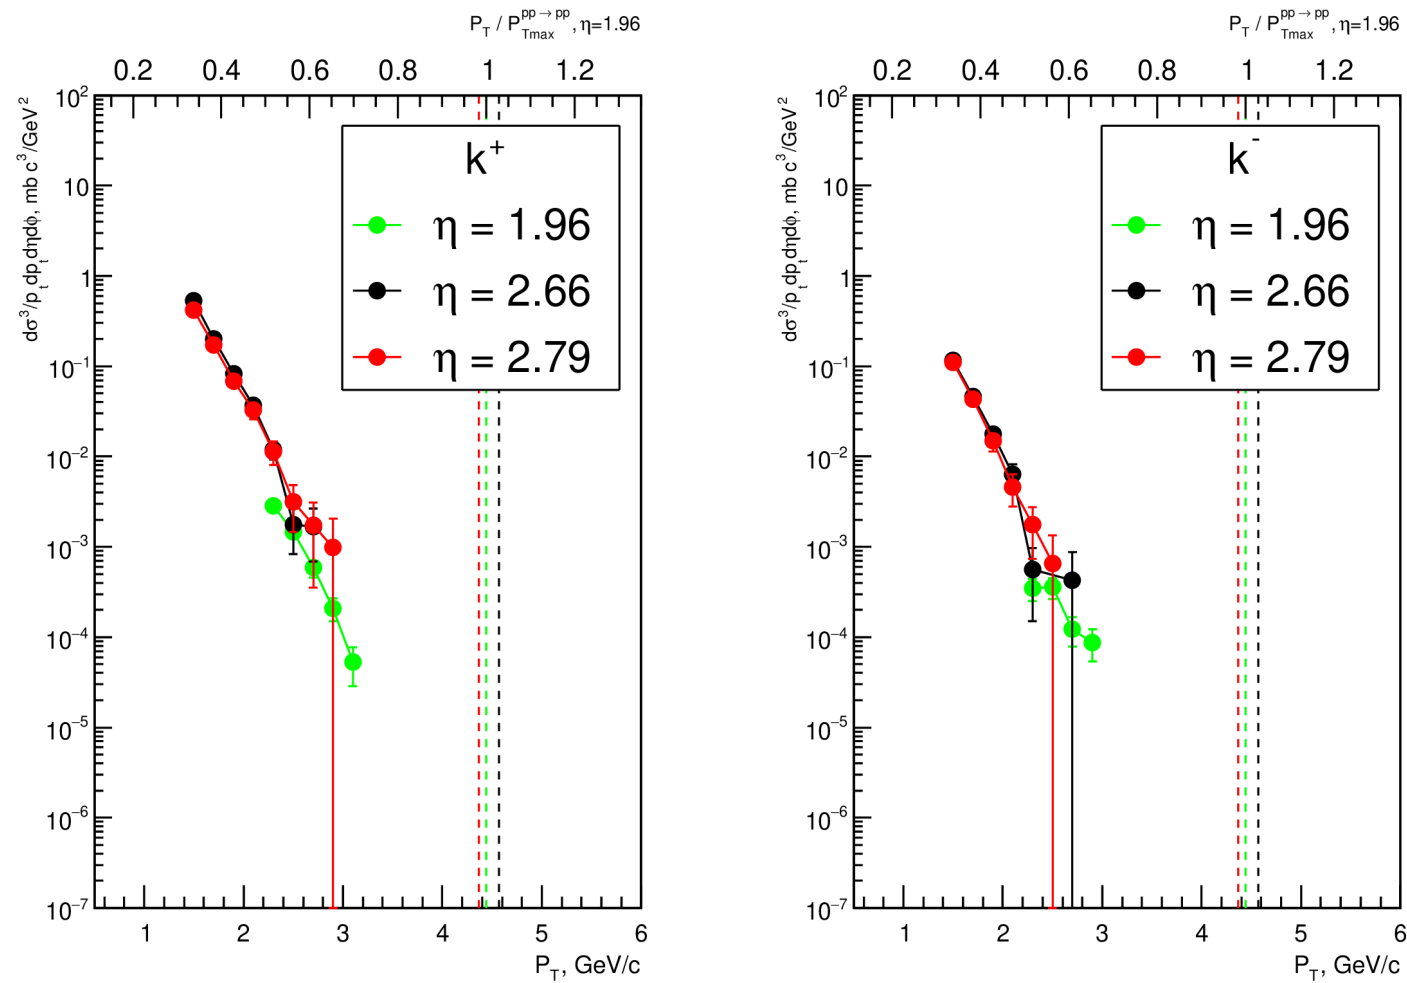 P_T / P_Tmax^{pp→pp}, η=1.96
0.2 0.4 0.6 0.8 1 1.2
dσ³/p_t dp_t dηdϕ, mb c³/GeV²
10²
10
1
10⁻¹
10⁻²
10⁻³
10⁻⁴
10⁻⁵
10⁻⁶
10⁻⁷
k⁺
η = 1.96
η = 2.66
η = 2.79
1 2 3 4 5 6
P_T, GeV/c
P_T / P_Tmax^{pp→pp}, η=1.96
0.2 0.4 0.6 0.8 1 1.2
dσ³/p_t dp_t dηdϕ, mb c³/GeV²
10²
10
1
10⁻¹
10⁻²
10⁻³
10⁻⁴
10⁻⁵
10⁻⁶
10⁻⁷
k⁻
η = 1.96
η = 2.66
η = 2.79
1 2 3 4 5 6
P_T, GeV/c